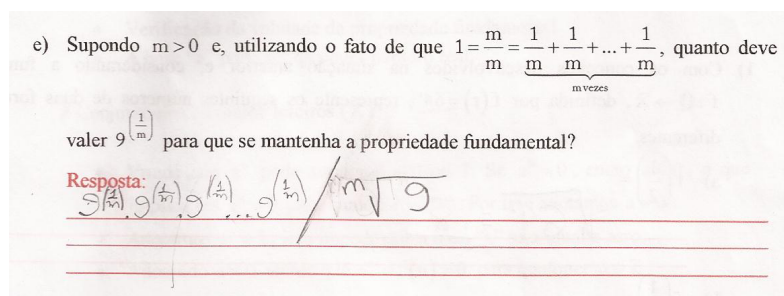 e) Supondo m > 0 e, utilizando o fato de que 1 = m/m = 1/m + 1/m + ... + 1/m, quanto deve
m vezes
valer 9^(1/m) para que se mantenha a propriedade fundamental?
Resposta:
9^(1/m) . 9^(1/m) . 9^(1/m) ... 9^(1/m) / ᵐ√9